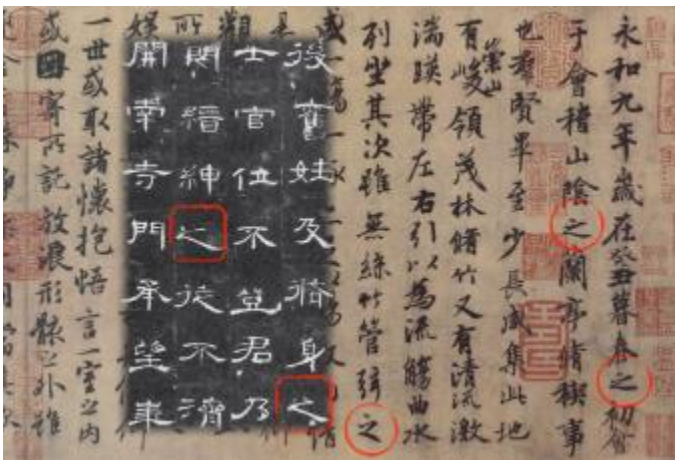 永和九年歲在癸丑暮春之初會
于會稽山陰之蘭亭脩禊事
也羣賢畢至少長咸集此地
有崇山峻領茂林脩竹又有清流激
湍暎帶左右引以為流觴曲水
列坐其次雖無絲竹管弦之
後舊姓及脩身之
士官位不登君乃
閔縉紳之徒不濟
開南寺門承望華
一世或取諸懷抱悟言一室之內
或因寄所託放浪形骸之外雖